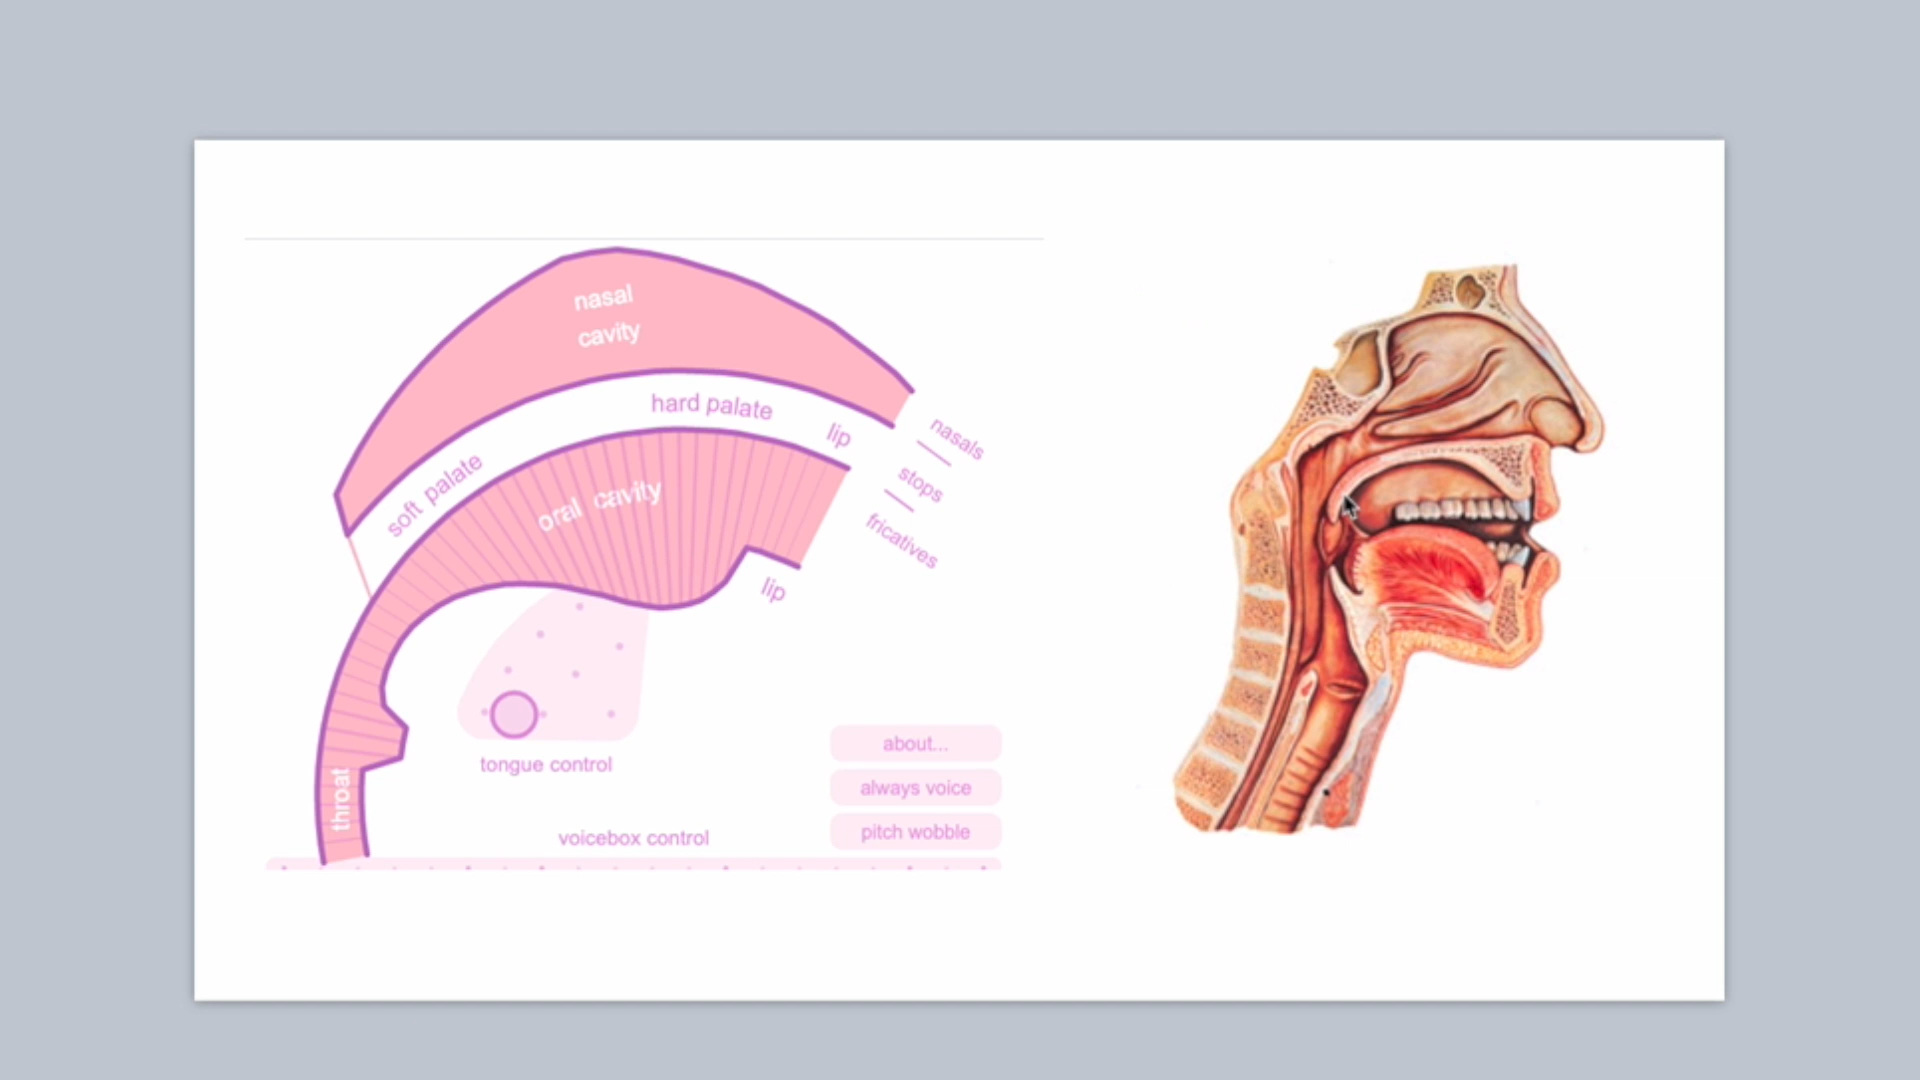 nasal
cavity
hard palate
lip
nasals
soft palate
stops
oral cavity
fricatives
lip
tongue control
about...
always voice
throat
pitch wobble
voicebox control